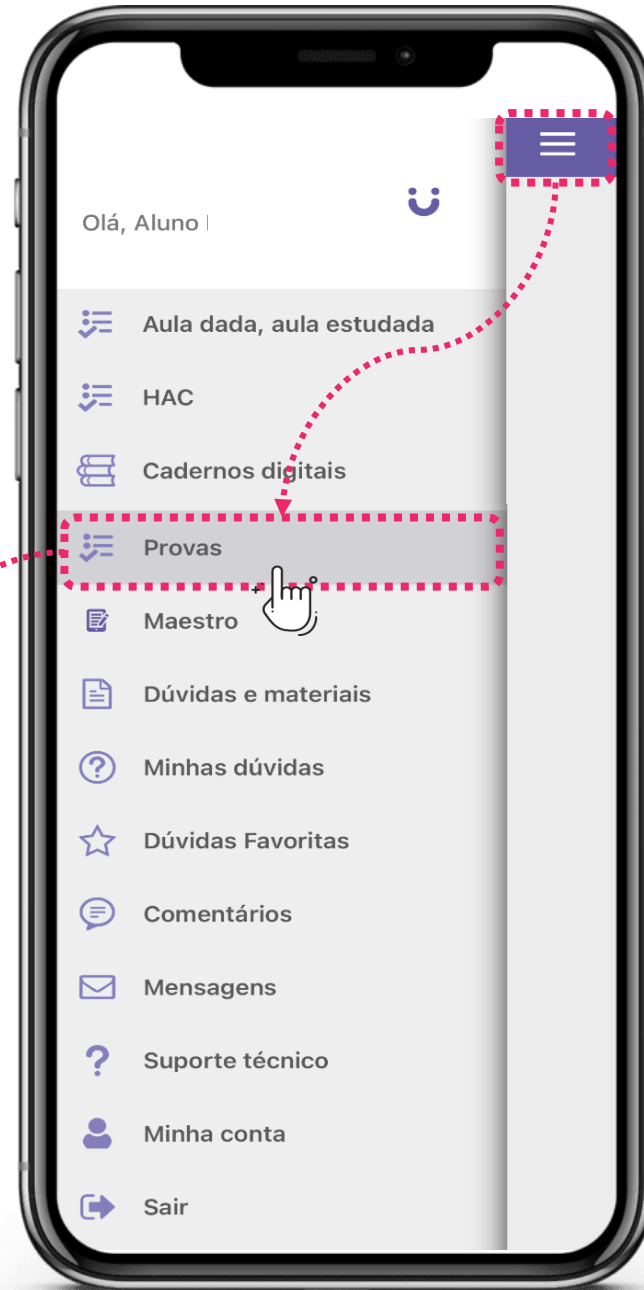 Olá, Aluno
Aula dada, aula estudada
HAC
Cadernos digitais
Provas
Maestro
Dúvidas e materiais
Minhas dúvidas
Dúvidas Favoritas
Comentários
Mensagens
Suporte técnico
Minha conta
Sair